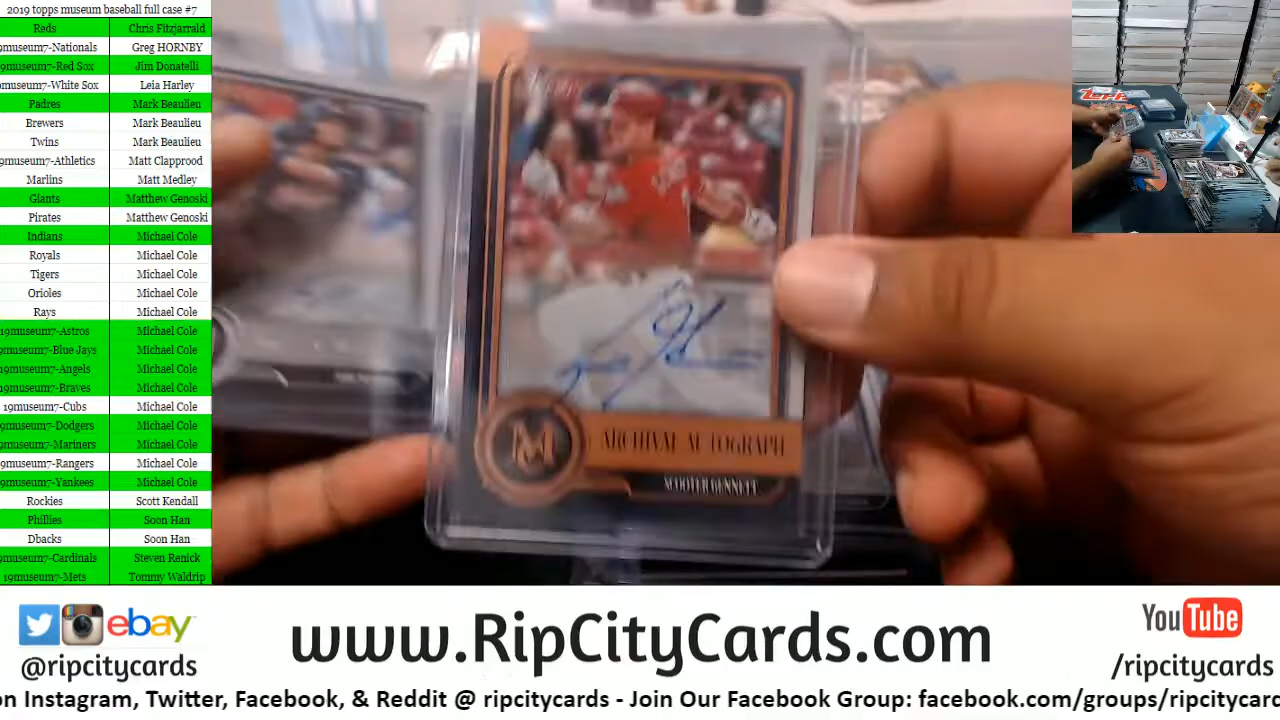 2019 topps museum baseball full case #7
Reds Chris Fitzjarrald
9museum7-Nationals Greg HORNBY
9museum7-Red Sox Jim Donatelli
museum7-White Sox Leia Harley
Padres Mark Beaulieu
Brewers Mark Beaulieu
Twins Mark Beaulieu
9museum7-Athletics Matt Clapprood
Marlins Matt Medley
Giants Matthew Genoski
Pirates Matthew Genoski
Indians Michael Cole
Royals Michael Cole
Tigers Michael Cole
Orioles Michael Cole
Rays Michael Cole
19museum7-Astros Michael Cole
9museum7-Blue Jays Michael Cole
19museum7-Angels Michael Cole
19museum7-Braves Michael Cole
19museum7-Cubs Michael Cole
9museum7-Dodgers Michael Cole
9museum7-Mariners Michael Cole
9museum7-Rangers Michael Cole
9museum7-Yankees Michael Cole
Rockies Scott Kendall
Phillies Soon Han
Dbacks Soon Han
9museum7-Cardinals Steven Renick
19museum7-Mets Tommy Waldrip
M
ARCHIVAL AUTOGRAPH
SCOOTER GENNETT
Topps
ebay
@ripcitycards
www.RipCityCards.com
YouTube
/ripcitycards
on Instagram, Twitter, Facebook, & Reddit @ ripcitycards - Join Our Facebook Group: facebook.com/groups/ripcitycard